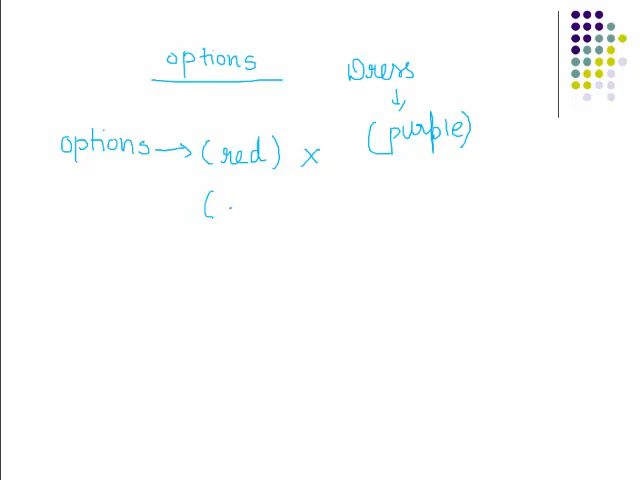 options
Dress
↓
(purple)
options → (red) x
( .